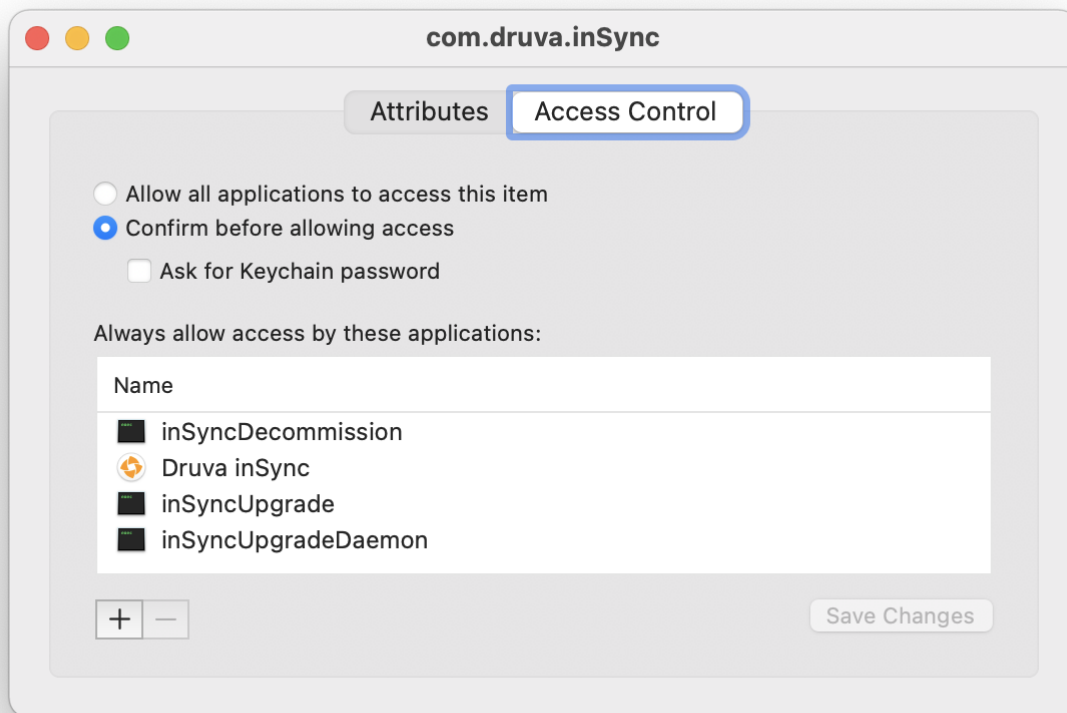 com.druva.inSync
Attributes Access Control
Allow all applications to access this item
Confirm before allowing access
Ask for Keychain password
Always allow access by these applications:
Name
inSyncDecommission
Druva inSync
inSyncUpgrade
inSyncUpgradeDaemon
+ −
Save Changes